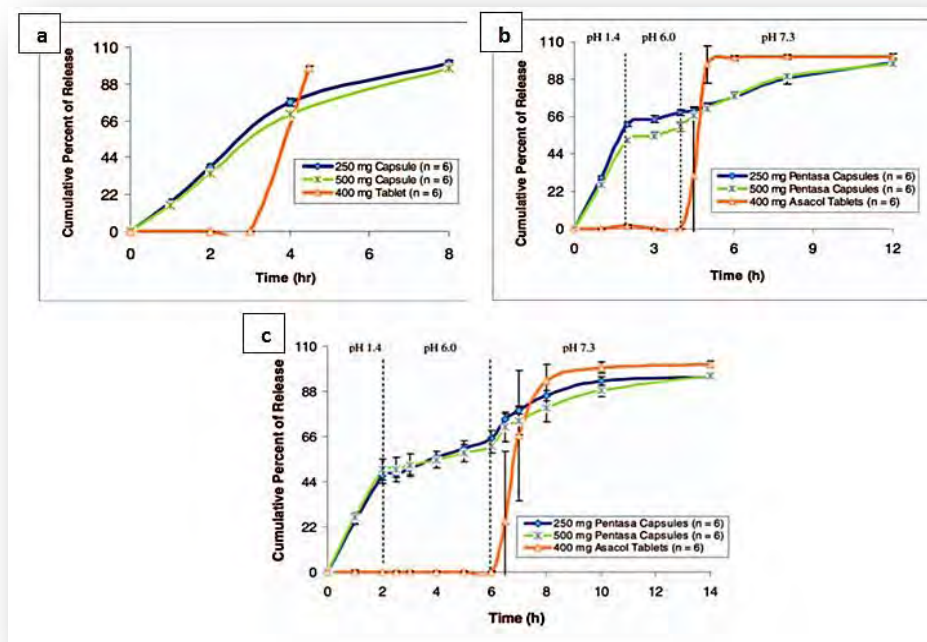 a
110
88
66
44
22
0
Cumulative Percent of Release
250 mg Capsule (n = 6)
500 mg Capsule (n = 6)
400 mg Tablet (n = 6)
0 2 4 6 8
Time (hr)
b
pH 1.4 pH 6.0 pH 7.3
110
88
66
44
22
0
Cumulative Percent of Release
250 mg Pentasa Capsules (n = 6)
500 mg Pentasa Capsules (n = 6)
400 mg Asacol Tablets (n = 6)
0 3 6 9 12
Time (h)
c
pH 1.4 pH 6.0 pH 7.3
110
88
66
44
22
0
Cumulative Percent of Release
250 mg Pentasa Capsules (n = 6)
500 mg Pentasa Capsules (n = 6)
400 mg Asacol Tablets (n = 6)
0 2 4 6 8 10 12 14
Time (h)